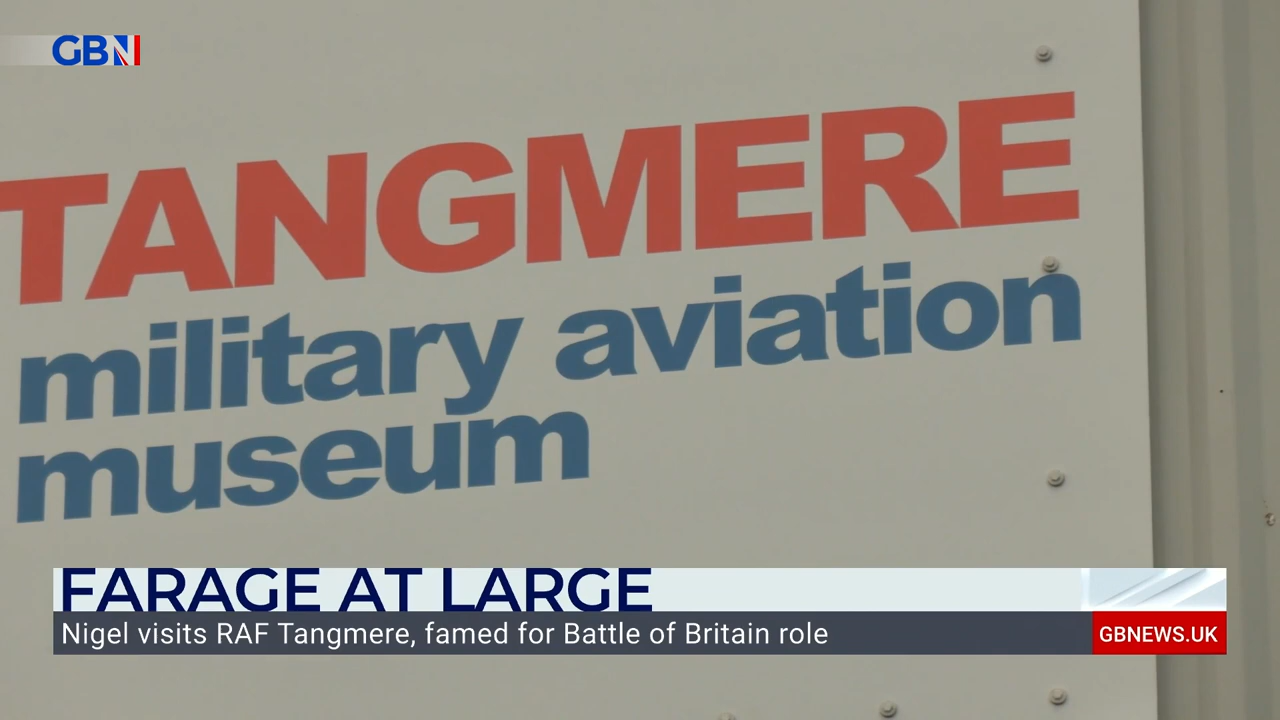 GBN
TANGMERE
military aviation
museum
FARAGE AT LARGE
Nigel visits RAF Tangmere, famed for Battle of Britain role
GBNEWS.UK